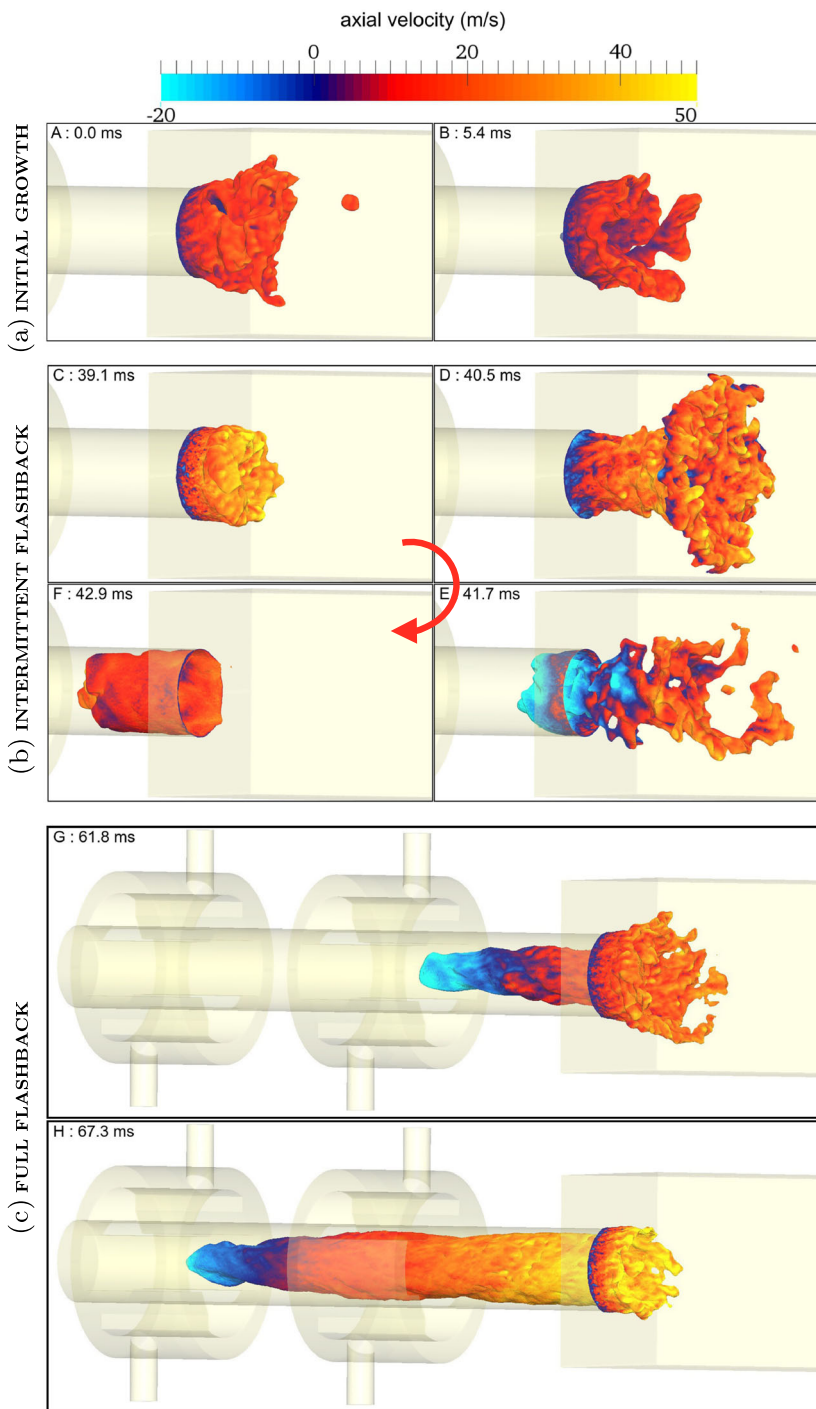 axial velocity (m/s)
0 20 40
-20 50
(a) INITIAL GROWTH
A : 0.0 ms
B : 5.4 ms
(b) INTERMITTENT FLASHBACK
C : 39.1 ms
D : 40.5 ms
F : 42.9 ms
E : 41.7 ms
(c) FULL FLASHBACK
G : 61.8 ms
H : 67.3 ms